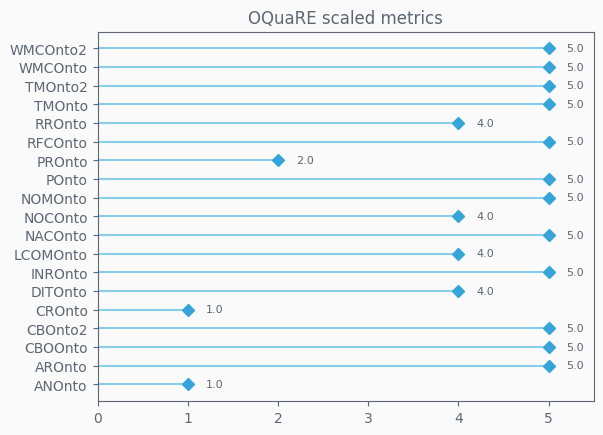 OQuaRE scaled metrics
WMCOnto2 5.0
WMCOnto 5.0
TMOnto2 5.0
TMOnto 5.0
RROnto 4.0
RFCOnto 5.0
PROnto 2.0
POnto 5.0
NOMOnto 5.0
NOCOnto 4.0
NACOnto 5.0
LCOMOnto 4.0
INROnto 5.0
DITOnto 4.0
CROnto 1.0
CBOnto2 5.0
CBOOnto 5.0
AROnto 5.0
ANOnto 1.0
0 1 2 3 4 5